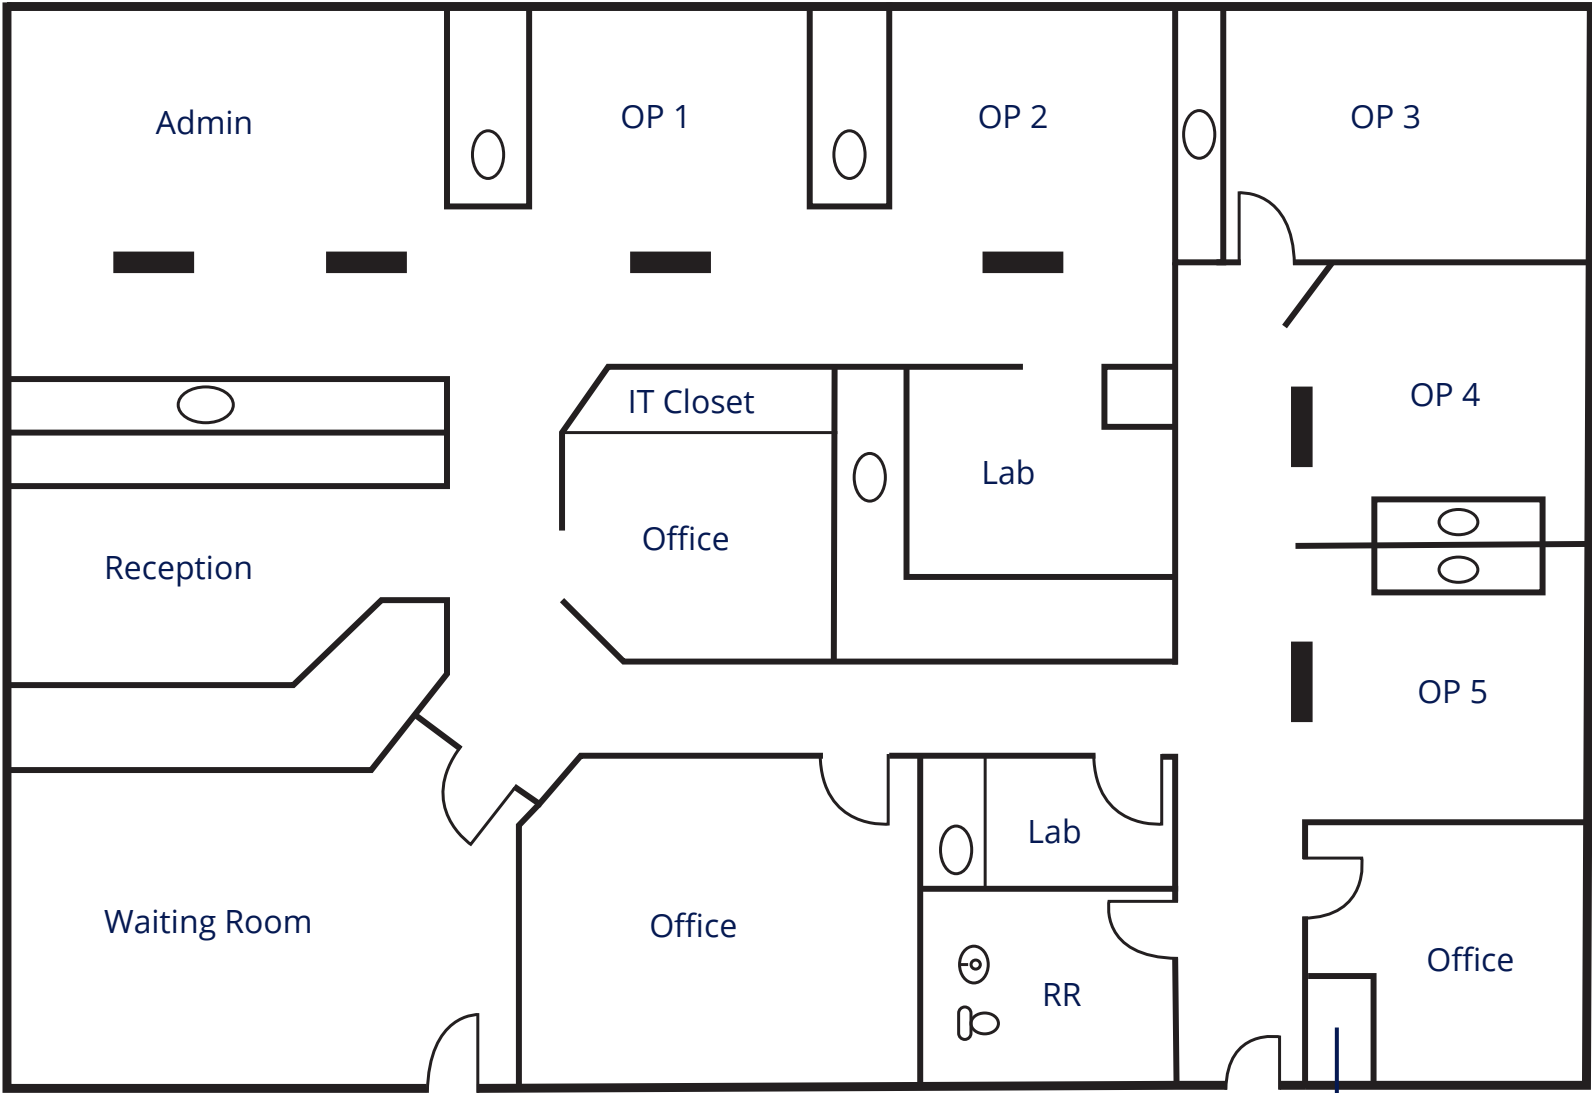 Admin
OP 1
OP 2
OP 3
IT Closet
OP 4
Lab
Office
Reception
OP 5
Lab
Waiting Room
Office
Office
RR